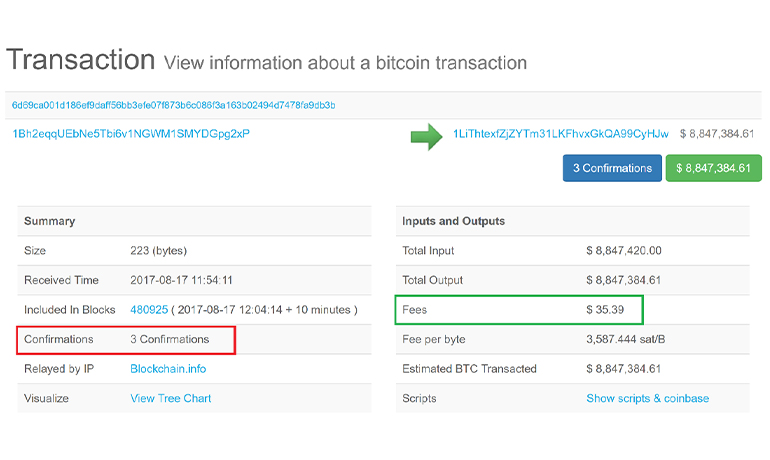 Transaction View information about a bitcoin transaction
6d69ca001d186ef9daff56bb3efe07f873b6c086f3a163b02494d7478fa9db3b
1Bh2eqqUEbNe5Tbi6v1NGWM1SMYDGpg2xP 1LiThtexfZjZYTm31LKFhvxGkQA99CyHJw $ 8,847,384.61
3 Confirmations $ 8,847,384.61
Summary
Size 223 (bytes)
Received Time 2017-08-17 11:54:11
Included In Blocks 480925 ( 2017-08-17 12:04:14 + 10 minutes )
Confirmations 3 Confirmations
Relayed by IP Blockchain.info
Visualize View Tree Chart
Inputs and Outputs
Total Input $ 8,847,420.00
Total Output $ 8,847,384.61
Fees $ 35.39
Fee per byte 3,587.444 sat/B
Estimated BTC Transacted $ 8,847,384.61
Scripts Show scripts & coinbase